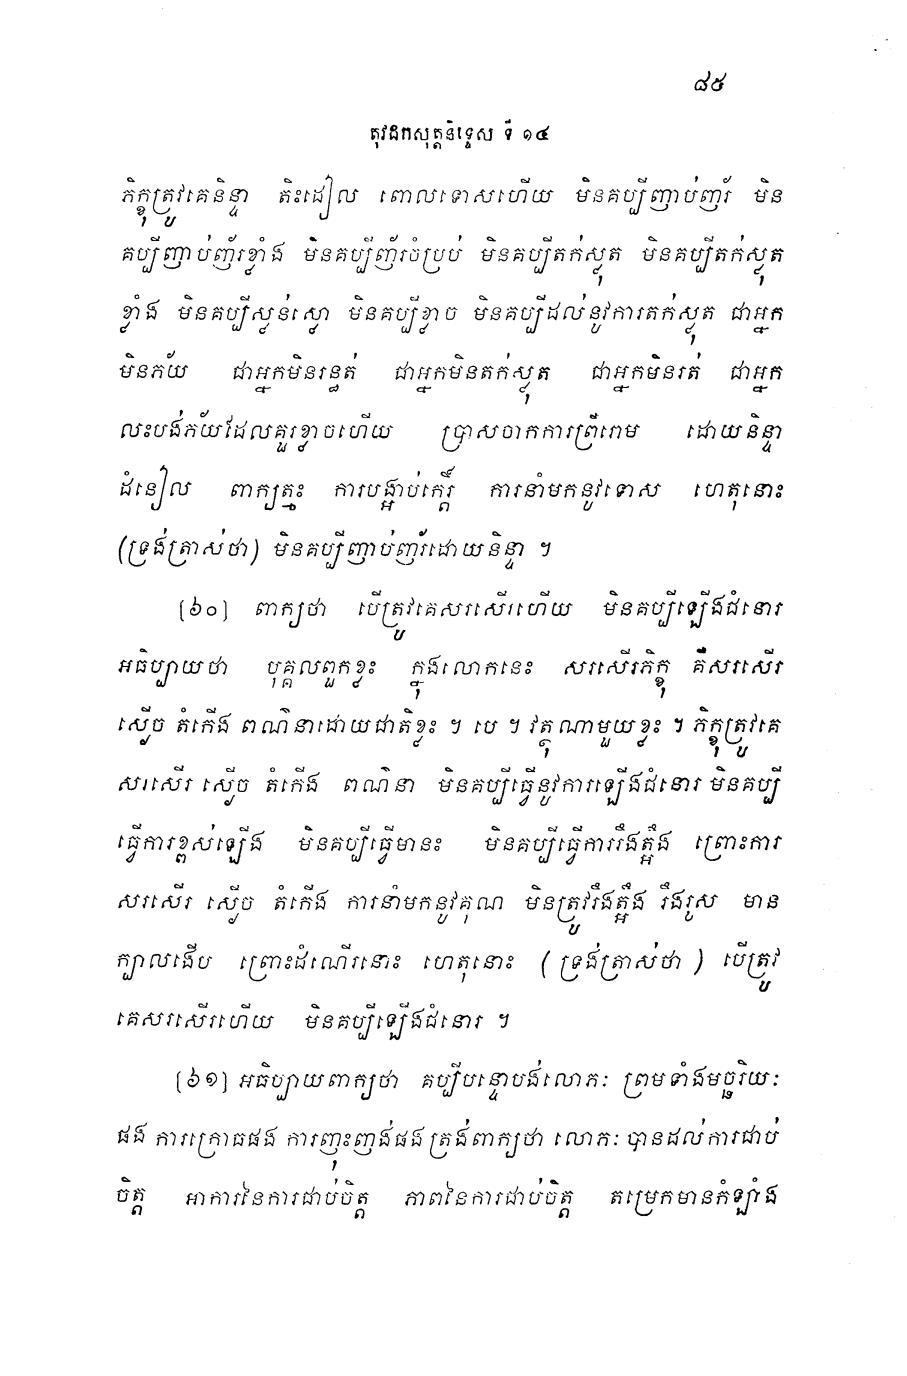 ៨៥
តុវដកសុត្តនិទ្ទេស ទី ១៤
ភិក្ខុត្រូវគេនិន្ទា តិះដៀល ពោលទោសហើយ មិនគប្បីញាប់ញ័រ មិន
គប្បីញាប់ញ័រខ្លាំង មិនគប្បីញ័រចំប្រប់ មិនគប្បីតក់ស្លុត មិនគប្បីតក់ស្លុត
ខ្លាំង មិនគប្បីស្លន់ស្លោ មិនគប្បីខ្លាច មិនគប្បីដល់នូវការតក់ស្លុត ជាអ្នក
មិនភ័យ ជាអ្នកមិនរន្ធត់ ជាអ្នកមិនតក់ស្លុត ជាអ្នកមិនរត់ ជាអ្នក
លះបង់ភ័យដែលគួរខ្លាចហើយ ប្រាសចាកការព្រឺរោម ដោយនិន្ទា
ដំនៀល ពាក្យត្មះ ការបង្អាប់កេរ្តិ៍ ការនាំមកនូវទោស ហេតុនោះ
(ទ្រង់ត្រាស់ថា) មិនគប្បីញាប់ញ័រដោយនិន្ទា ។
[៦០] ពាក្យថា បើត្រូវគេសរសើរហើយ មិនគប្បីឡើងជំនោរ
អធិប្បាយថា បុគ្គលពួកខ្លះ ក្នុងលោកនេះ សរសើរភិក្ខុ គឺសរសើរ
ស្ងើច តំកើង ពណ៌នាដោយជាតិខ្លះ ។ បេ ។ វត្ថុណាមួយខ្លះ ។ ភិក្ខុត្រូវគេ
សរសើរ ស្ងើច តំកើង ពណ៌នា មិនគប្បីធ្វើនូវការឡើងជំនោរ មិនគប្បី
ធ្វើការខ្ពស់ឡើង មិនគប្បីធ្វើមានះ មិនគប្បីធ្វើការរឹងត្អឹង ព្រោះការ
សរសើរ ស្ងើច តំកើង ការនាំមកនូវគុណ មិនត្រូវរឹងត្អឹង រឹងរូស មាន
ក្បាលងើប ព្រោះដំណើរនោះ ហេតុនោះ (ទ្រង់ត្រាស់ថា) បើត្រូវ
គេសរសើរហើយ មិនគប្បីឡើងជំនោរ ។
[៦១] អធិប្បាយពាក្យថា គប្បីបន្ទោបង់លោភៈ ព្រមទាំងមច្ឆរិយៈ
ផង ការក្រោធផង ការញុះញង់ផង ត្រង់ពាក្យថា លោភៈ បានដល់ការជាប់
ចិត្ត អាការនៃការជាប់ចិត្ត ភាពនៃការជាប់ចិត្ត តម្រេកមានកំឡាំង